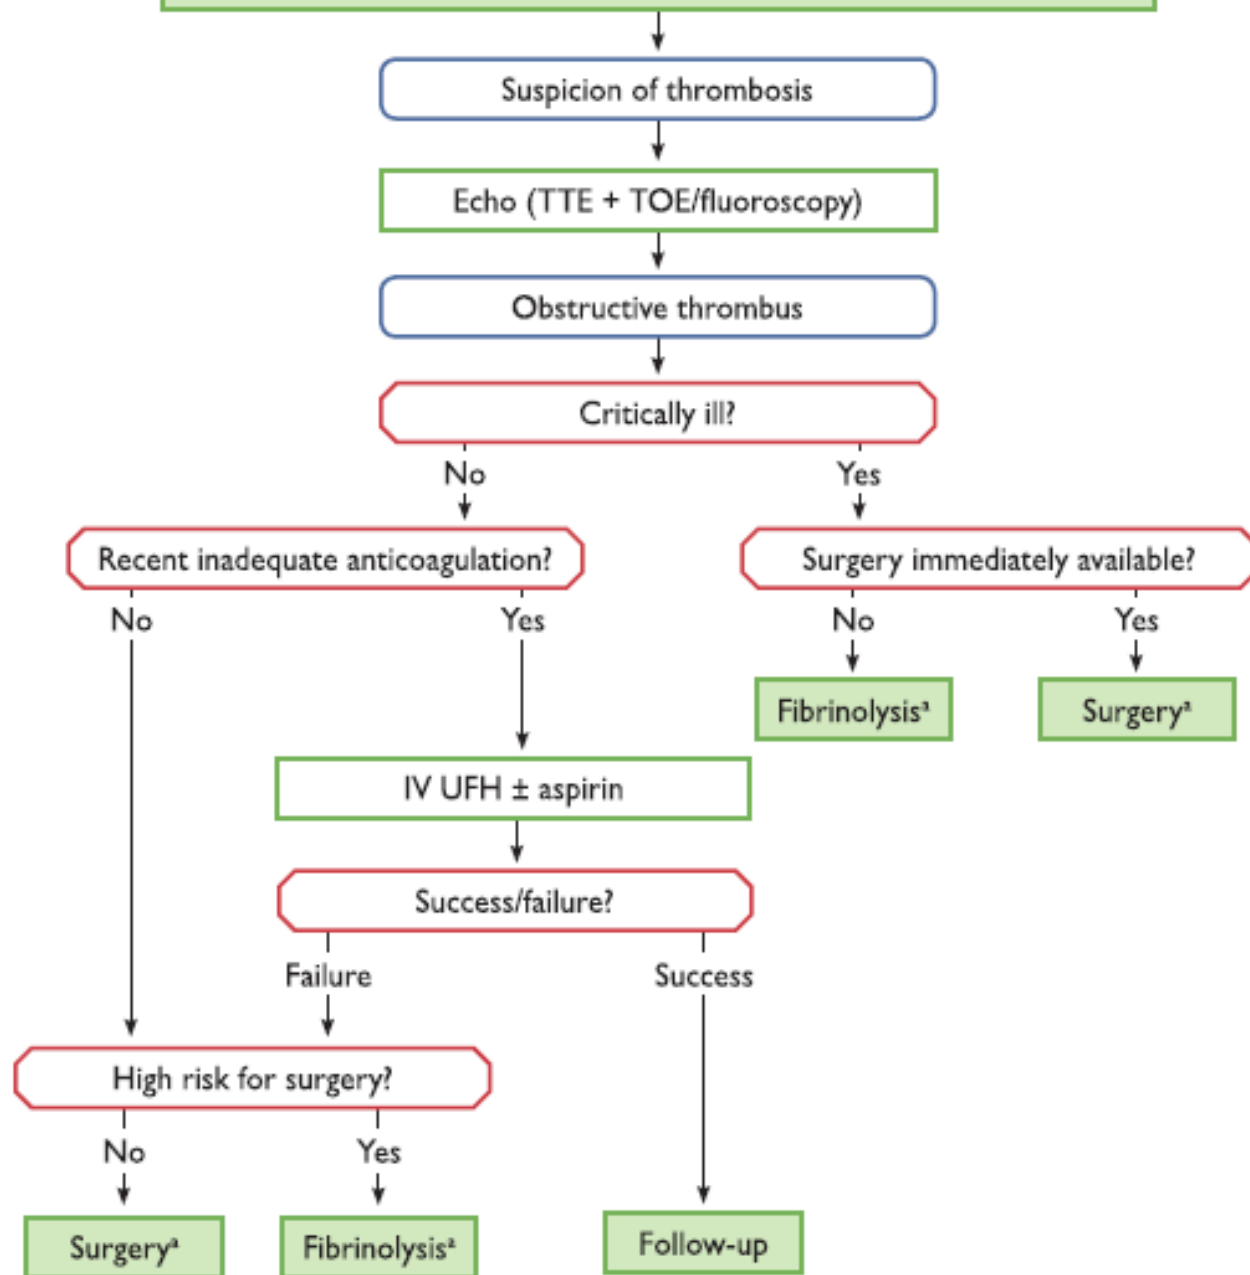 Suspicion of thrombosis
Echo (TTE + TOE/fluoroscopy)
Obstructive thrombus
Critically ill?
No
Yes
Recent inadequate anticoagulation?
Surgery immediately available?
No
Yes
No
Yes
Fibrinolysisᵃ
Surgeryᵃ
IV UFH ± aspirin
Success/failure?
Failure
Success
High risk for surgery?
No
Yes
Surgeryᵃ
Fibrinolysisᵃ
Follow-up